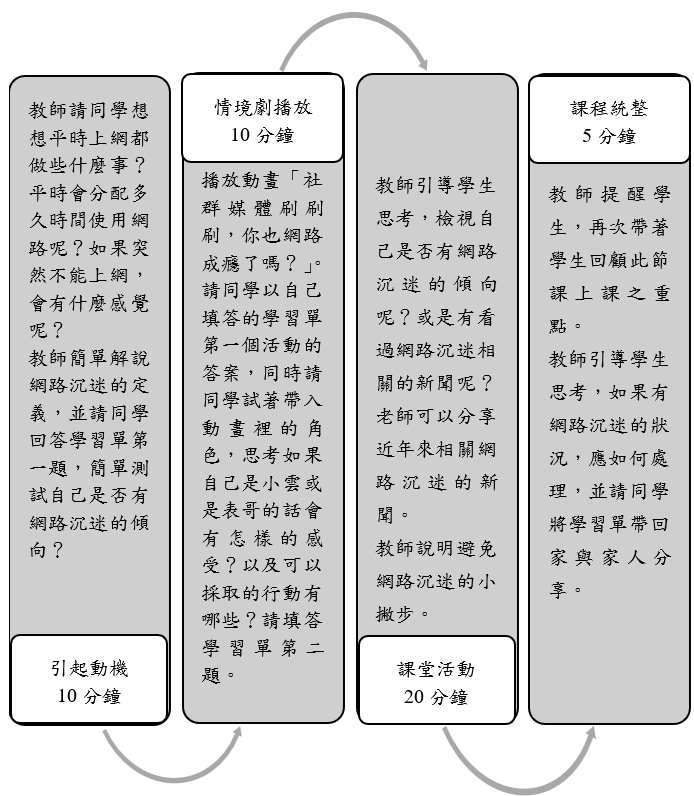 教師請同學想
想平時上網都
做些什麼事？
平時會分配多
久時間使用網
路呢？如果突
然不能上網，
會有什麼感覺
呢？
教師簡單解說
網路沉迷的定
義，並請同學
回答學習單第
一題，簡單測
試自己是否有
網路沉迷的傾
向？
引起動機
10 分鐘
情境劇播放
10 分鐘
播放動畫「社
群媒體刷刷
刷，你也網路
成癮了嗎？」。
請同學以自己
填答的學習單
第一個活動的
答案，同時請
同學試著帶入
動畫裡的角
色，思考如果
自己是小雲或
是表哥的話會
有怎樣的感
受？以及可以
採取的行動有
哪些？請填答
學習單第二
題。
教師引導學生
思考，檢視自
己是否有網路
沉迷的傾向
呢？或是有看
過網路沉迷相
關的新聞呢？
老師可以分享
近年來相關網
路沉迷的新
聞。
教師說明避免
網路沉迷的小
撇步。
課堂活動
20 分鐘
課程統整
5 分鐘
教師提醒學
生，再次帶著
學生回顧此節
課上課之重
點。
教師引導學生
思考，如果有
網路沉迷的狀
況，應如何處
理，並請同學
將學習單帶回
家與家人分
享。